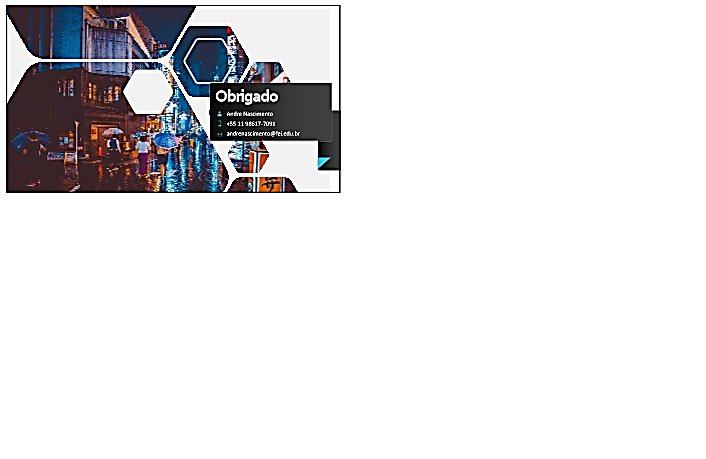 Obrigado
Andre Nascimento
+55 11 98617-7091
andrenascimento@fei.edu.br